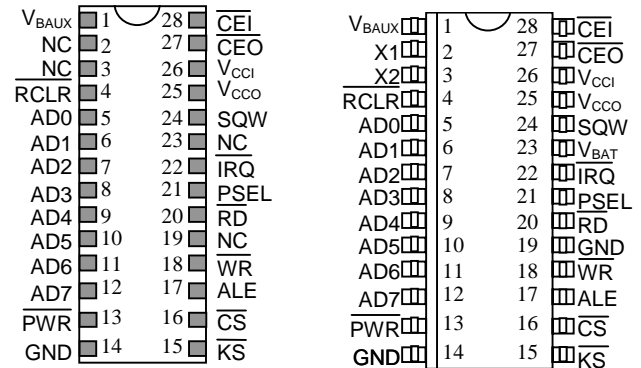 VBAUX 1 28 CEI
NC 2 27 CEO
NC 3 26 VCCI
RCLR 4 25 VCCO
AD0 5 24 SQW
AD1 6 23 NC
AD2 7 22 IRQ
AD3 8 21 PSEL
AD4 9 20 RD
AD5 10 19 NC
AD6 11 18 WR
AD7 12 17 ALE
PWR 13 16 CS
GND 14 15 KS
VBAUX 1 28 CEI
X1 2 27 CEO
X2 3 26 VCCI
RCLR 4 25 VCCO
AD0 5 24 SQW
AD1 6 23 VBAT
AD2 7 22 IRQ
AD3 8 21 PSEL
AD4 9 20 RD
AD5 10 19 GND
AD6 11 18 WR
AD7 12 17 ALE
PWR 13 16 CS
GND 14 15 KS